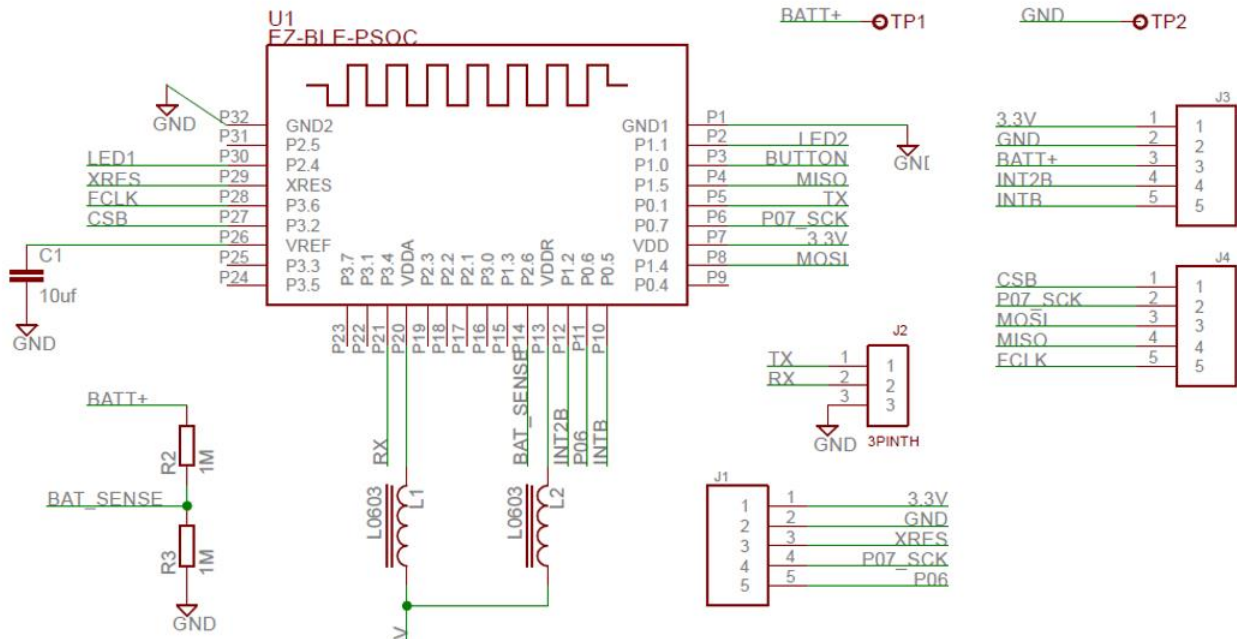 U1
EZ-BLE-PSOC
BATT+ TP1
GND TP2
GND
P32 GND2
P31 P2.5
LED1 P30 P2.4
XRES P29 XRES
ECLK P28 P3.6
CSB P27 P3.2
P26 VREF
P25 P3.3
P24 P3.5
GND1 P1
P1.1 P2 LED2
P1.0 P3 BUTTON
P1.5 P4 MISO
P0.1 P5 TX
P0.7 P6 P07_SCK
VDD P7 3.3V
P1.4 P8 MOSI
P0.4 P9
GND
P3.7 P3.1 P3.4 VDDA P2.3 P2.2 P2.1 P3.0 P1.3 P2.6 VDDR P1.2 P0.6 P0.5
P23 P22 P21 P20 P19 P18 P17 P16 P15 P14 P13 P12 P11 P10
RX BAT_SENSE INT2B P06 INTB
C1
10uf
GND
BATT+
R2 1M
BAT_SENSE
R3 1M
GND
L0603 L1
L0603 L2
V
J3
3.3V 1 1
GND 2 2
BATT+ 3 3
INT2B 4 4
INTB 5 5
J4
CSB 1 1
P07_SCK 2 2
MOSI 3 3
MISO 4 4
ECLK 5 5
J2
TX 1 1
RX 2 2
3 3
GND
3PINTH
J1
1 1 3.3V
2 2 GND
3 3 XRES
4 4 P07_SCK
5 5 P06